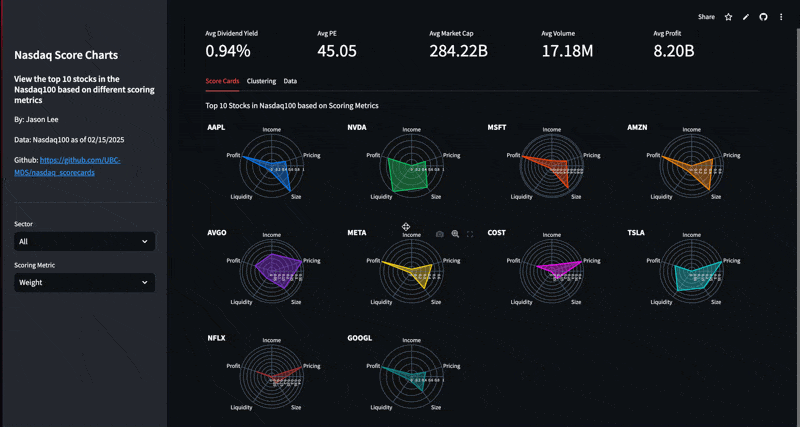 Share
Nasdaq Score Charts
View the top 10 stocks in the
Nasdaq100 based on different scoring
metrics
By: Jason Lee
Data: Nasdaq100 as of 02/15/2025
Github: https://github.com/UBC-
MDS/nasdaq_scorecards
Sector
All
Scoring Metric
Weight
Avg Dividend Yield
0.94%
Avg PE
45.05
Avg Market Cap
284.22B
Avg Volume
17.18M
Avg Profit
8.20B
Score Cards
Clustering
Data
Top 10 Stocks in Nasdaq100 based on Scoring Metrics
AAPL
Income
Profit
Pricing
Liquidity
Size
NVDA
Income
Profit
Pricing
Liquidity
Size
MSFT
Income
Profit
Pricing
Liquidity
Size
AMZN
Income
Profit
Pricing
Liquidity
Size
AVGO
Income
Profit
Pricing
Liquidity
Size
META
Income
Profit
Pricing
Liquidity
Size
COST
Income
Profit
Pricing
Liquidity
Size
TSLA
Income
Profit
Pricing
Liquidity
Size
NFLX
Income
Profit
Pricing
Liquidity
Size
GOOGL
Income
Profit
Pricing
Liquidity
Size